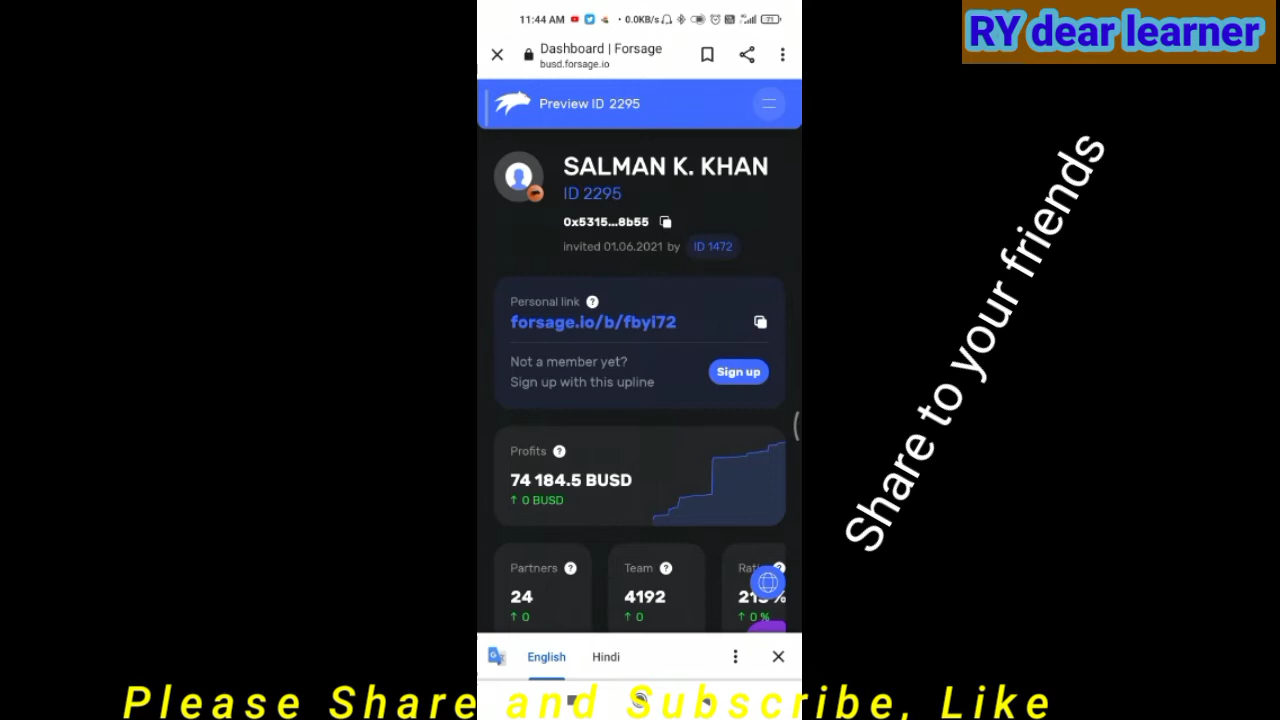 RY dear learner
11:44 AM
0.0KB/s
71
Dashboard | Forsage
busd.forsage.io
Preview ID 2295
SALMAN K. KHAN
ID 2295
0x5315...8b55
invited 01.06.2021 by ID 1472
Personal link ?
forsage.io/b/fbyi72
Not a member yet?
Sign up with this upline
Sign up
Profits ?
74 184.5 BUSD
↑ 0 BUSD
Partners ?
24
↑ 0
Team ?
4192
↑ 0
?
↑ 0 %
English
Hindi
Share to your friends
Please Share and Subscribe, Like